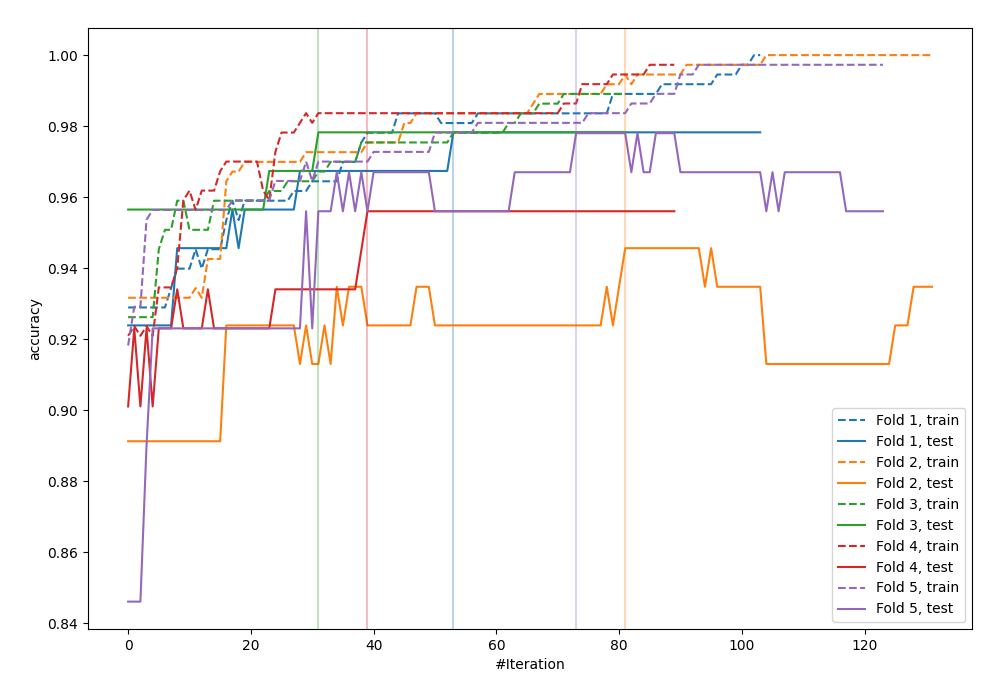 1.00
0.98
0.96
0.94
0.92
0.90
0.88
0.86
0.84
accuracy
0 20 40 60 80 100 120
#Iteration
Fold 1, train
Fold 1, test
Fold 2, train
Fold 2, test
Fold 3, train
Fold 3, test
Fold 4, train
Fold 4, test
Fold 5, train
Fold 5, test